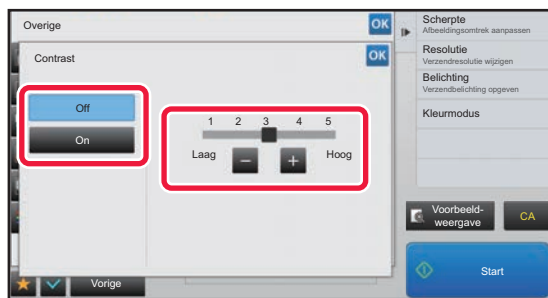 Overige
OK
Contrast
OK
Off
On
1 2 3 4 5
Laag
-
+
Hoog
Vorige
Scherpte
Afbeeldingsomtrek aanpassen
Resolutie
Verzendresolutie wijzigen
Belichting
Verzendbelichting opgeven
Kleurmodus
Voorbeeld-
weergave
CA
Start